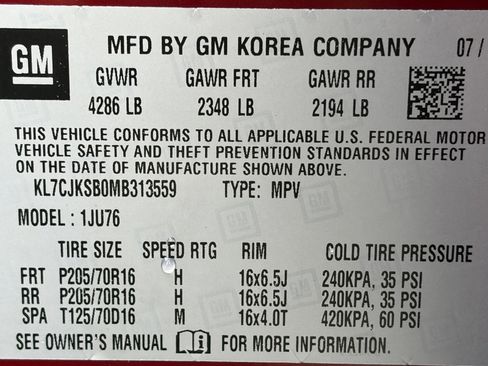 GM MFD BY GM KOREA COMPANY 07/
GVWR GAWR FRT GAWR RR
4286 LB 2348 LB 2194 LB
THIS VEHICLE CONFORMS TO ALL APPLICABLE U.S. FEDERAL MOTOR
VEHICLE SAFETY AND THEFT PREVENTION STANDARDS IN EFFECT
ON THE DATE OF MANUFACTURE SHOWN ABOVE.
KL7CJKSB0MB313559 TYPE: MPV
MODEL : 1JU76
TIRE SIZE SPEED RTG RIM COLD TIRE PRESSURE
FRT P205/70R16 H 16x6.5J 240KPA, 35 PSI
RR P205/70R16 H 16x6.5J 240KPA, 35 PSI
SPA T125/70D16 M 16x4.0T 420KPA, 60 PSI
SEE OWNER'S MANUAL i FOR MORE INFORMATION.